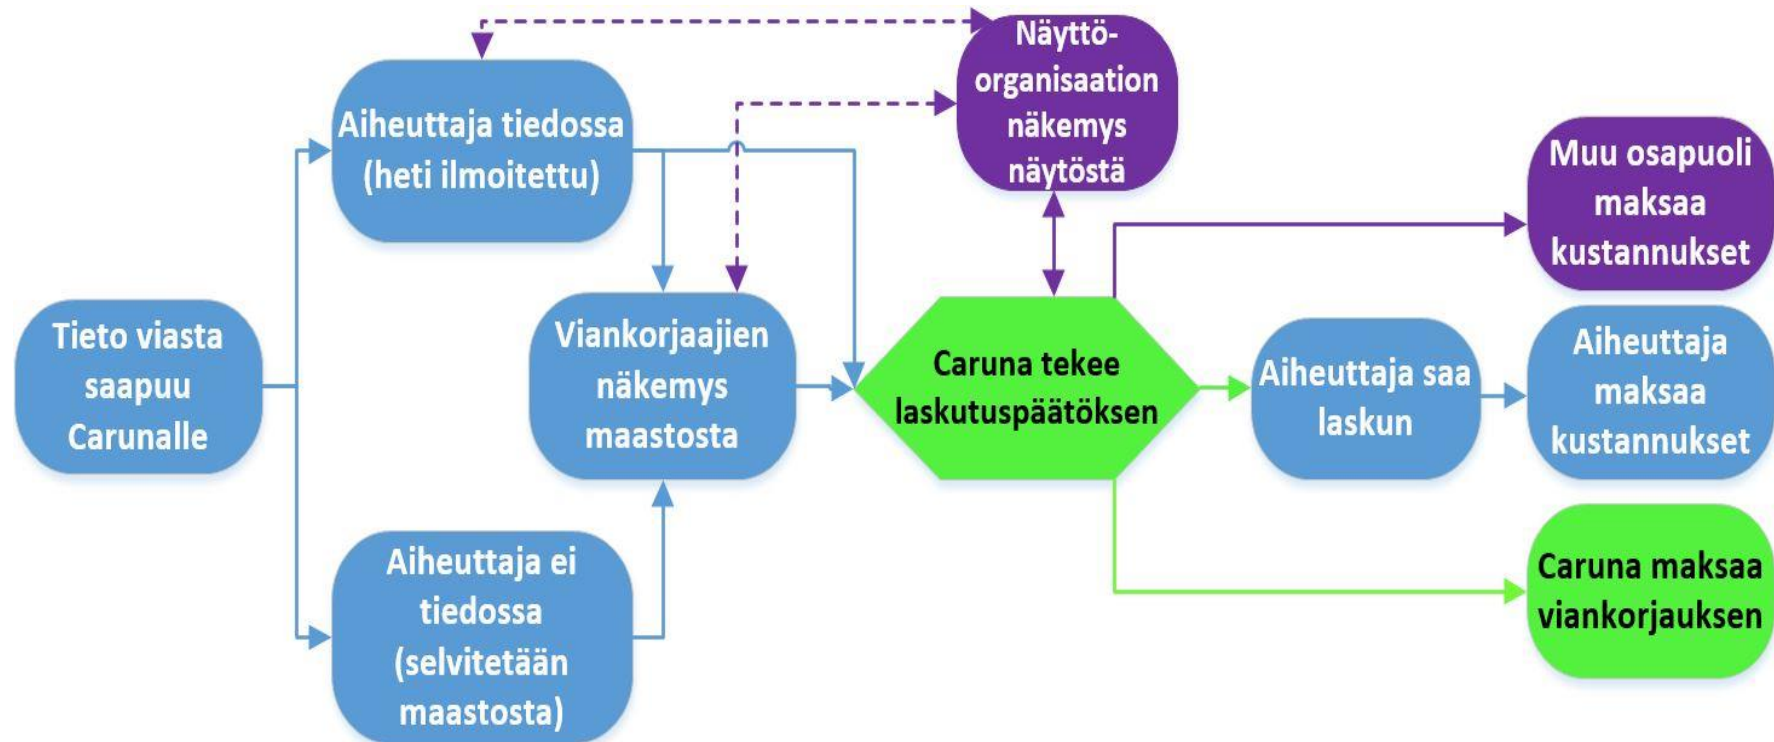 Tieto viasta
saapuu
Carunalle
Aiheuttaja tiedossa
(heti ilmoitettu)
Aiheuttaja ei
tiedossa
(selvitetään
maastosta)
Viankorjaajien
näkemys
maastosta
Näyttö-
organisaation
näkemys
näytöstä
Caruna tekee
laskutuspäätöksen
Muu osapuoli
maksaa
kustannukset
Aiheuttaja saa
laskun
Aiheuttaja
maksaa
kustannukset
Caruna maksaa
viankorjauksen